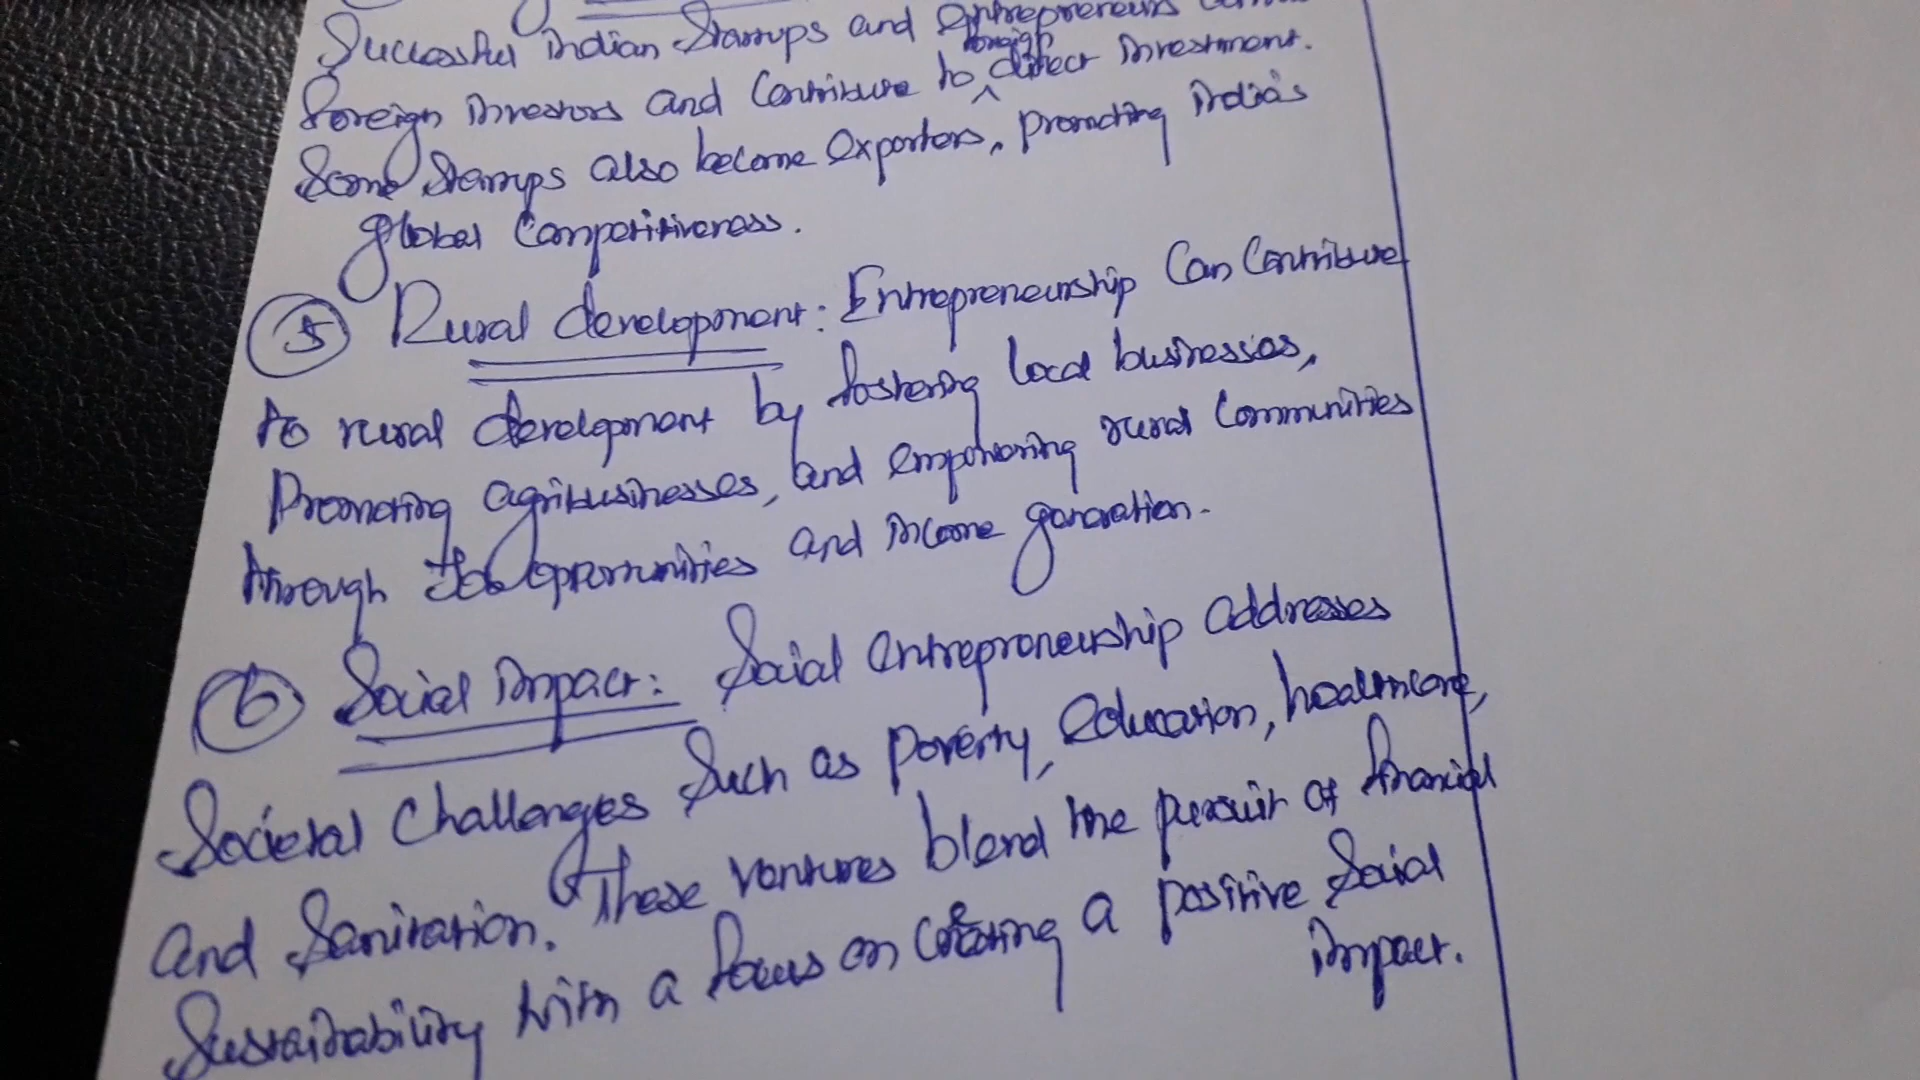 Successful indian Starups and Entrepreneurs
foreign investors and Contribute to foreign direct investment.
Some Starups also become exporters, promoting india's
global Competitiveness.
5 Rural development: Entrepreneurship Can Contribute
to rural development by fostering local businesses,
Promoting agribusinesses, and empowering rural Communities
through Job opportunities and income generation.
6 Social impact: Social entrepreneurship addresses
Societal Challenges Such as poverty, education, healthcare,
and Sanitation. These ventures blend the pursuit of financial
Sustainability with a focus on Creating a positive Social
impact.